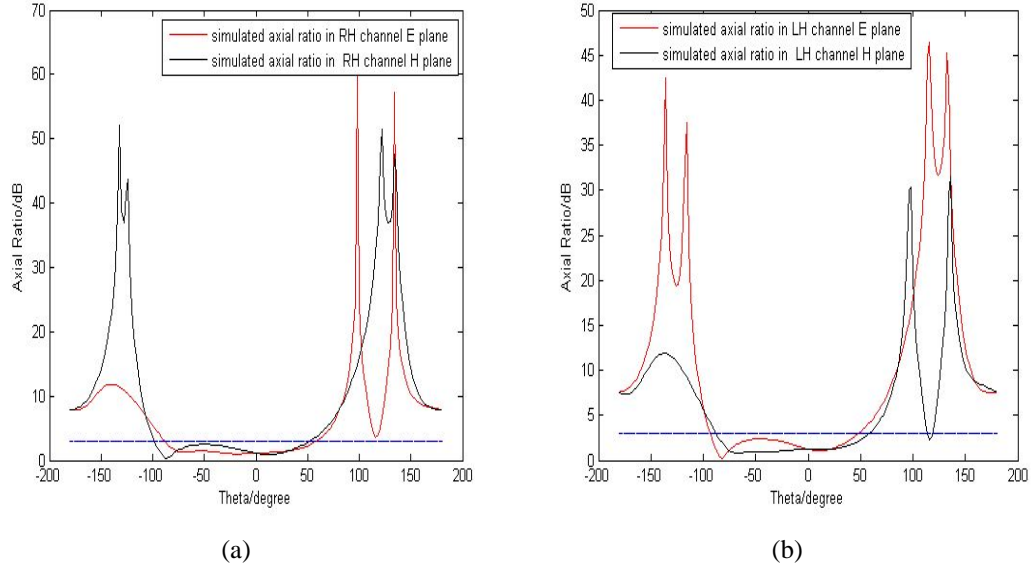 70
60
50
40
30
20
10
0
simulated axial ratio in RH channel E plane
simulated axial ratio in RH channel H plane
Axial Ratio/dB
-200 -150 -100 -50 0 50 100 150 200
Theta/degree
(a)
50
45
40
35
30
25
20
15
10
5
0
simulated axial ratio in LH channel E plane
simulated axial ratio in LH channel H plane
Axial Ratio/dB
-200 -150 -100 -50 0 50 100 150 200
Theta/degree
(b)